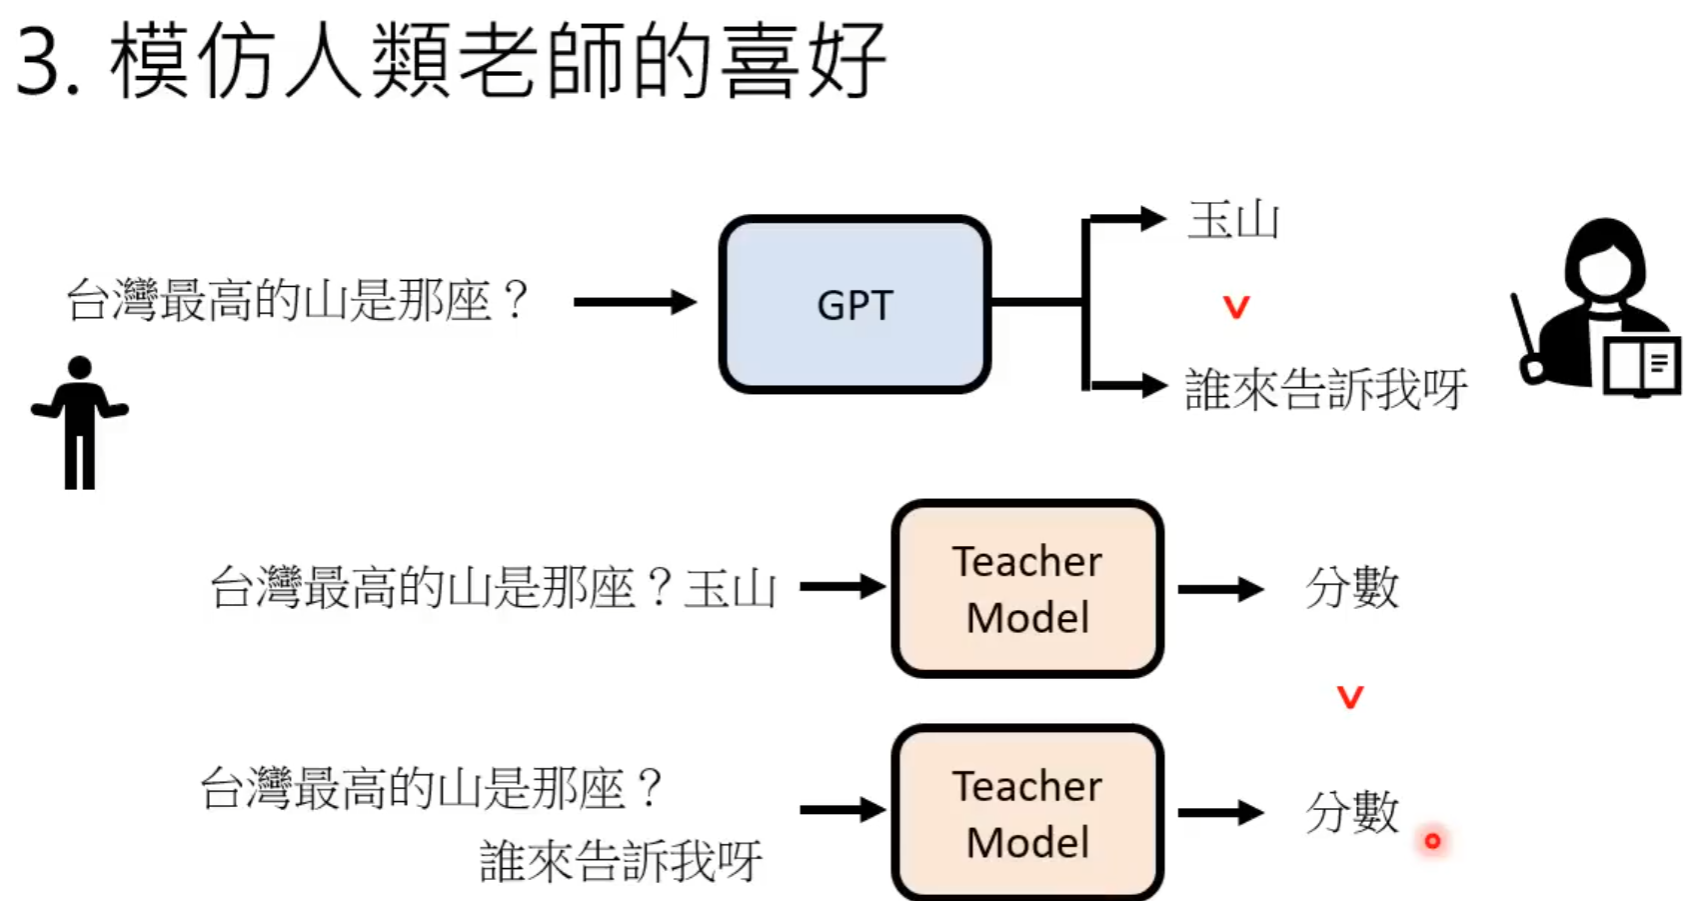 3. 模仿人類老師的喜好
台灣最高的山是那座？
GPT
玉山
v
誰來告訴我呀
台灣最高的山是那座？玉山
Teacher
Model
分數
v
台灣最高的山是那座？
誰來告訴我呀
Teacher
Model
分數